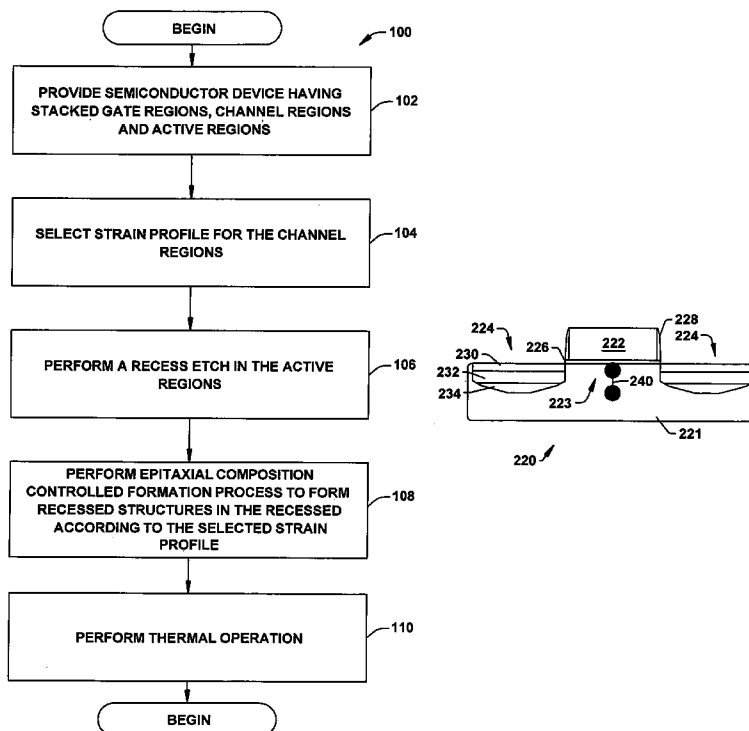 BEGIN
100
PROVIDE SEMICONDUCTOR DEVICE HAVING
STACKED GATE REGIONS, CHANNEL REGIONS
AND ACTIVE REGIONS
102
SELECT STRAIN PROFILE FOR THE CHANNEL
REGIONS
104
PERFORM A RECESS ETCH IN THE ACTIVE
REGIONS
106
PERFORM EPITAXIAL COMPOSITION
CONTROLLED FORMATION PROCESS TO FORM
RECESSED STRUCTURES IN THE RECESSED
ACCORDING TO THE SELECTED STRAIN
PROFILE
108
PERFORM THERMAL OPERATION
110
BEGIN
224
226
222
228
224
230
232
234
223
240
221
220